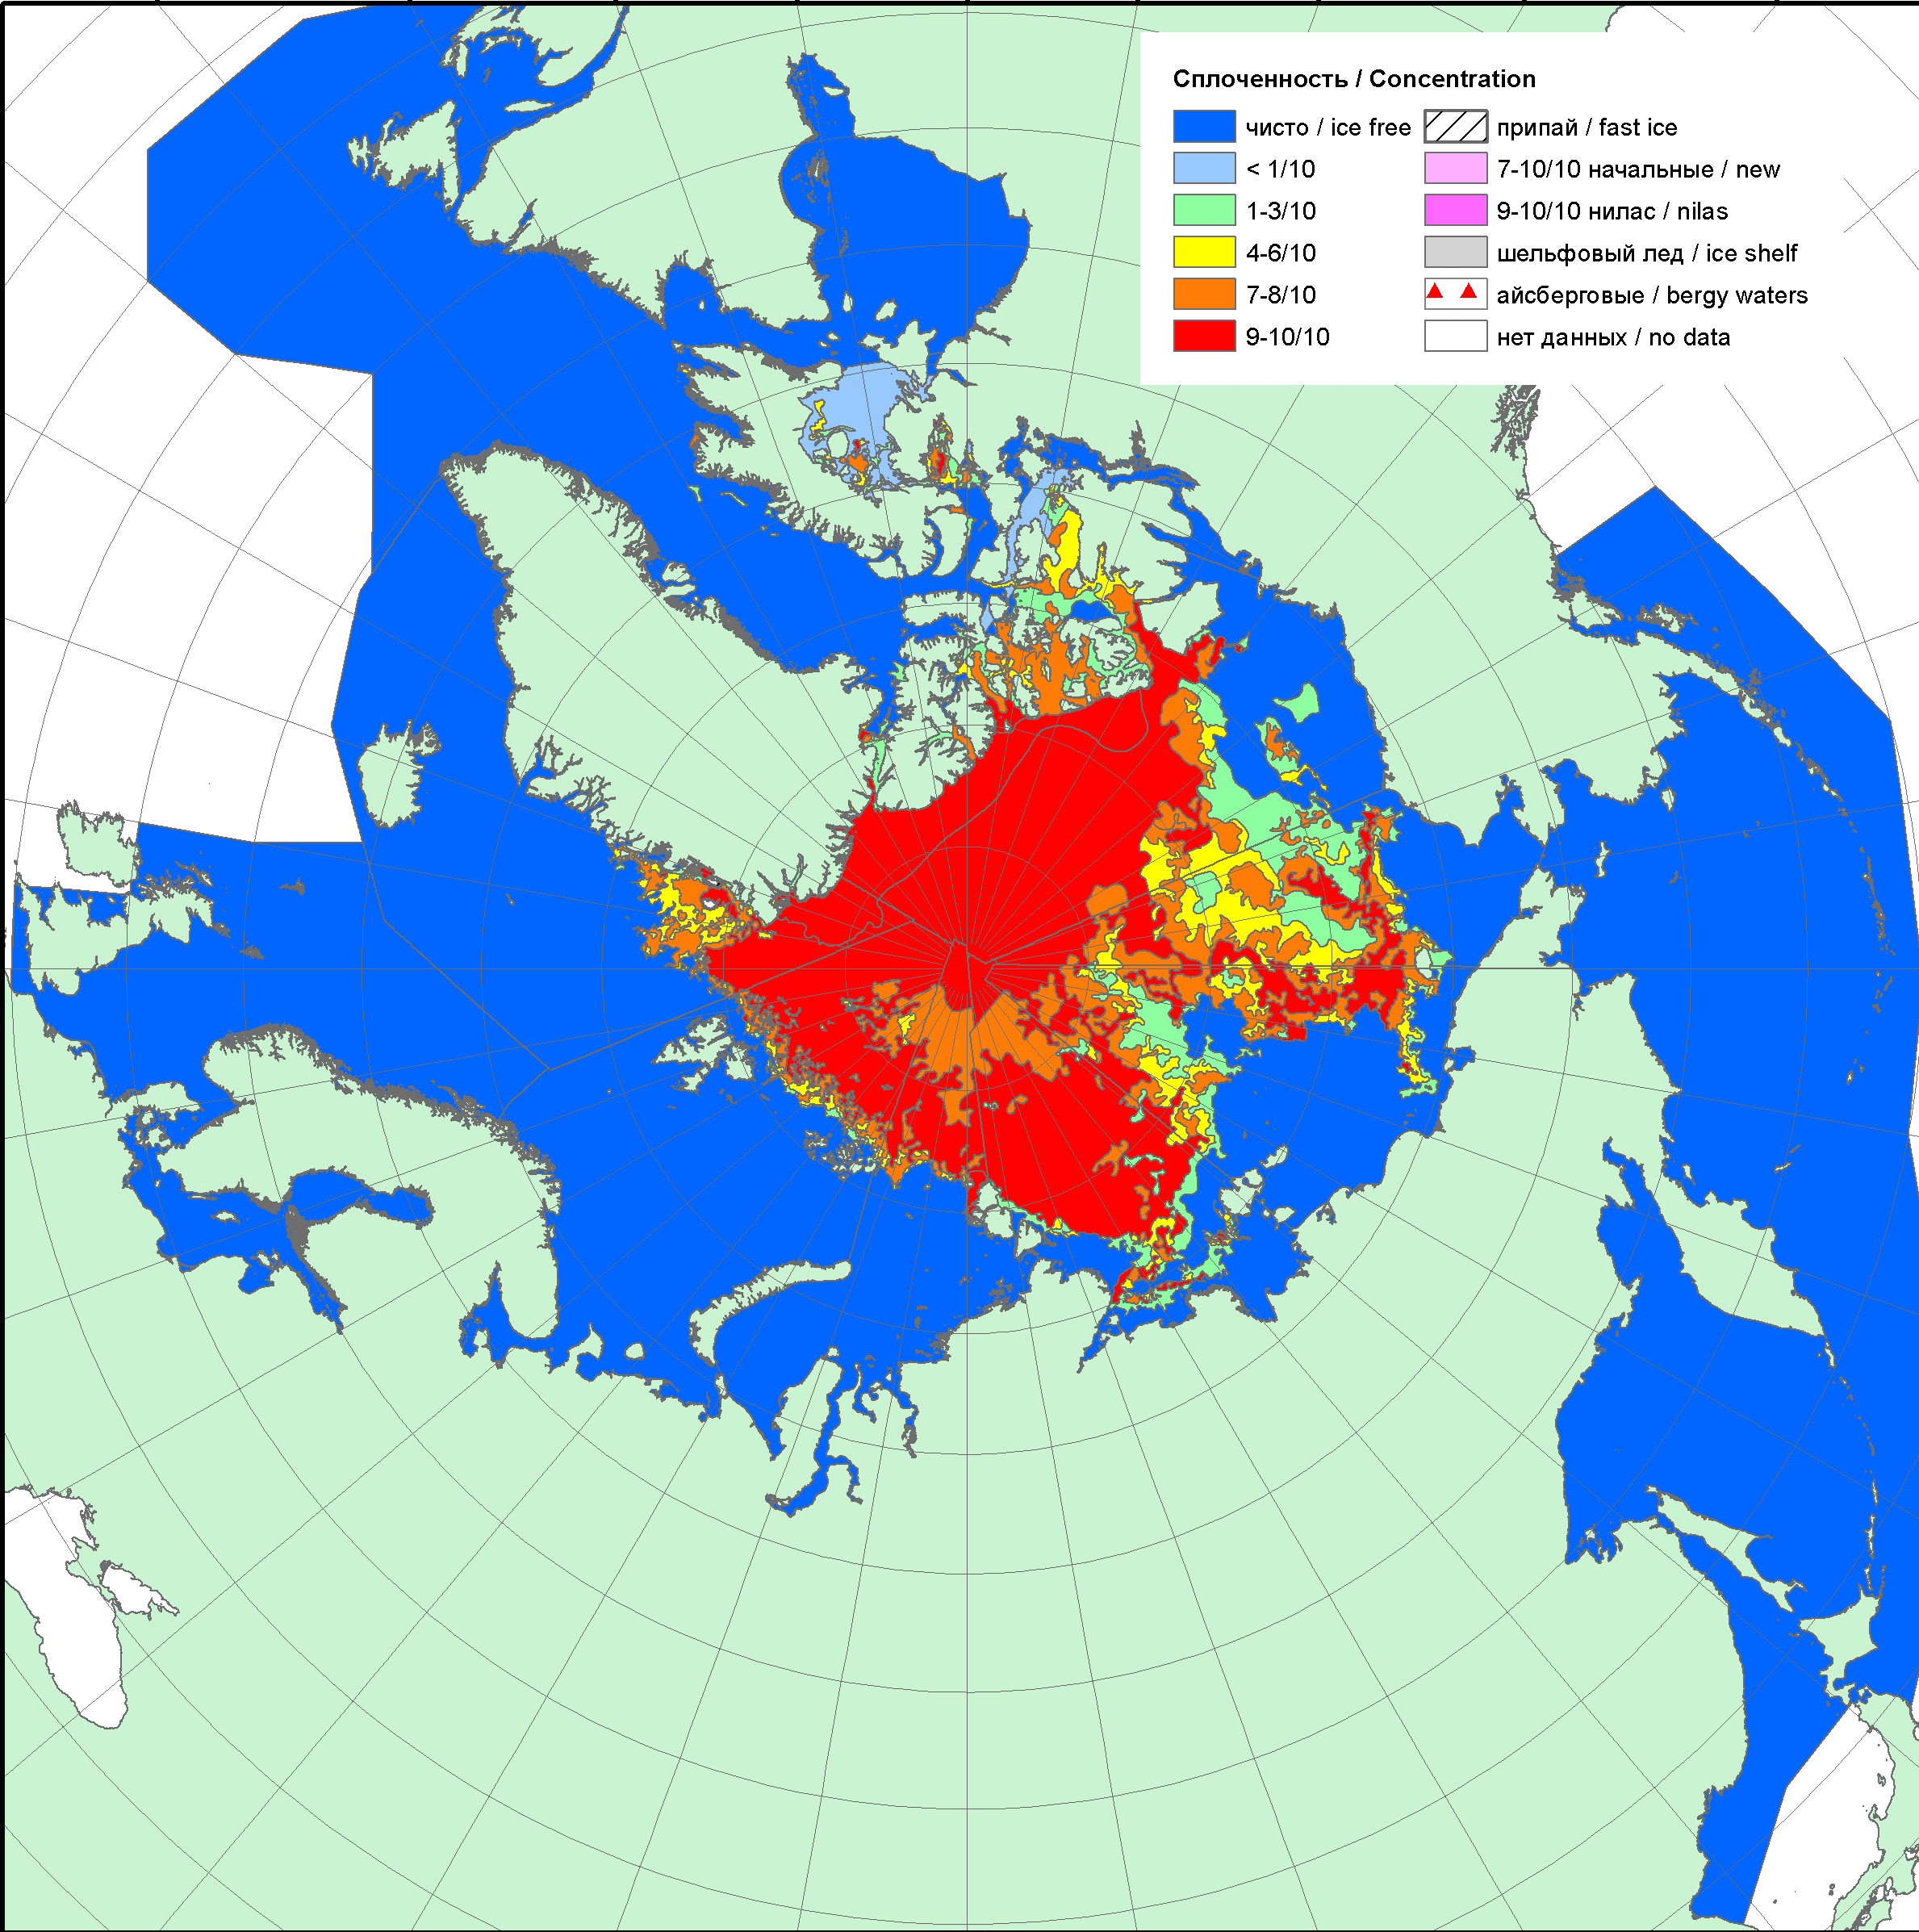 Сплоченность / Concentration
чисто / ice free
< 1/10
1-3/10
4-6/10
7-8/10
9-10/10
припай / fast ice
7-10/10 начальные / new
9-10/10 нилас / nilas
шельфовый лед / ice shelf
айсберговые / bergy waters
нет данных / no data